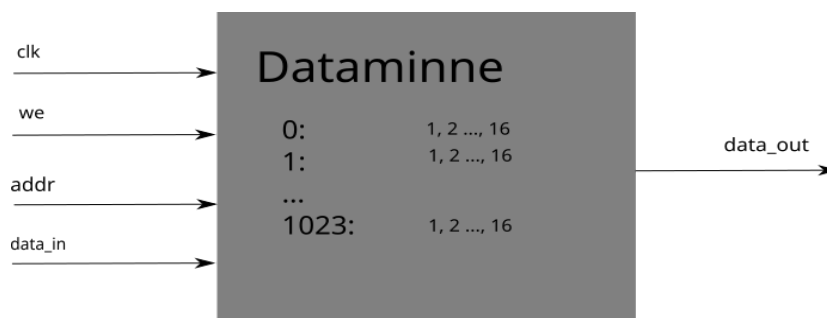 clk
we
addr
data_in
Dataminne
0: 1, 2 ..., 16
1: 1, 2 ..., 16
...
1023: 1, 2 ..., 16
data_out